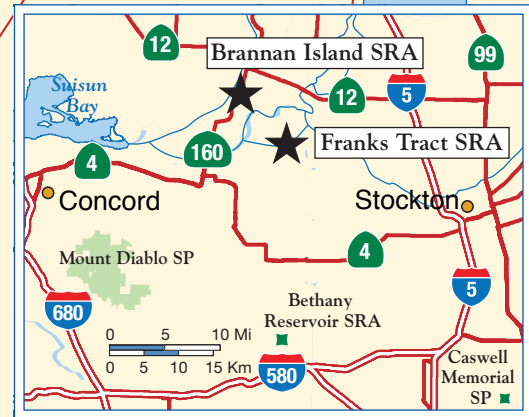 12
Brannan Island SRA
99
Suisun
Bay
12
5
160
Franks Tract SRA
4
Concord
Stockton
4
Mount Diablo SP
5
680
Bethany
Reservoir SRA
0 5 10 Mi
0 5 10 15 Km
580
Caswell
Memorial
SP